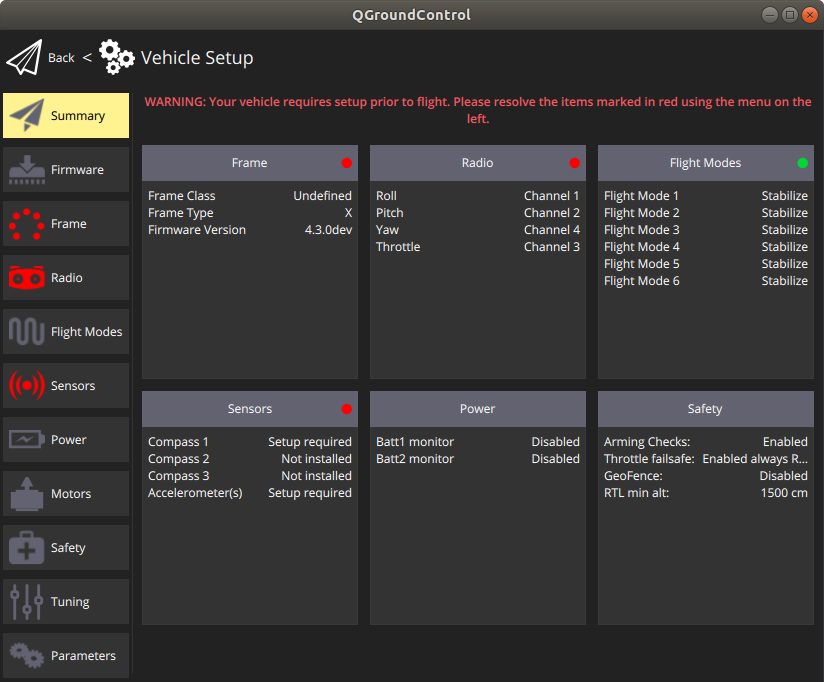 QGroundControl
Back < Vehicle Setup
WARNING: Your vehicle requires setup prior to flight. Please resolve the items marked in red using the menu on the
left.
Summary
Firmware
Frame
Radio
Flight Modes
Sensors
Power
Motors
Safety
Tuning
Parameters
Frame
Frame Class Undefined
Frame Type X
Firmware Version 4.3.0dev
Radio
Roll Channel 1
Pitch Channel 2
Yaw Channel 4
Throttle Channel 3
Flight Modes
Flight Mode 1 Stabilize
Flight Mode 2 Stabilize
Flight Mode 3 Stabilize
Flight Mode 4 Stabilize
Flight Mode 5 Stabilize
Flight Mode 6 Stabilize
Sensors
Compass 1 Setup required
Compass 2 Not installed
Compass 3 Not installed
Accelerometer(s) Setup required
Power
Batt1 monitor Disabled
Batt2 monitor Disabled
Safety
Arming Checks: Enabled
Throttle failsafe: Enabled always R...
GeoFence: Disabled
RTL min alt: 1500 cm